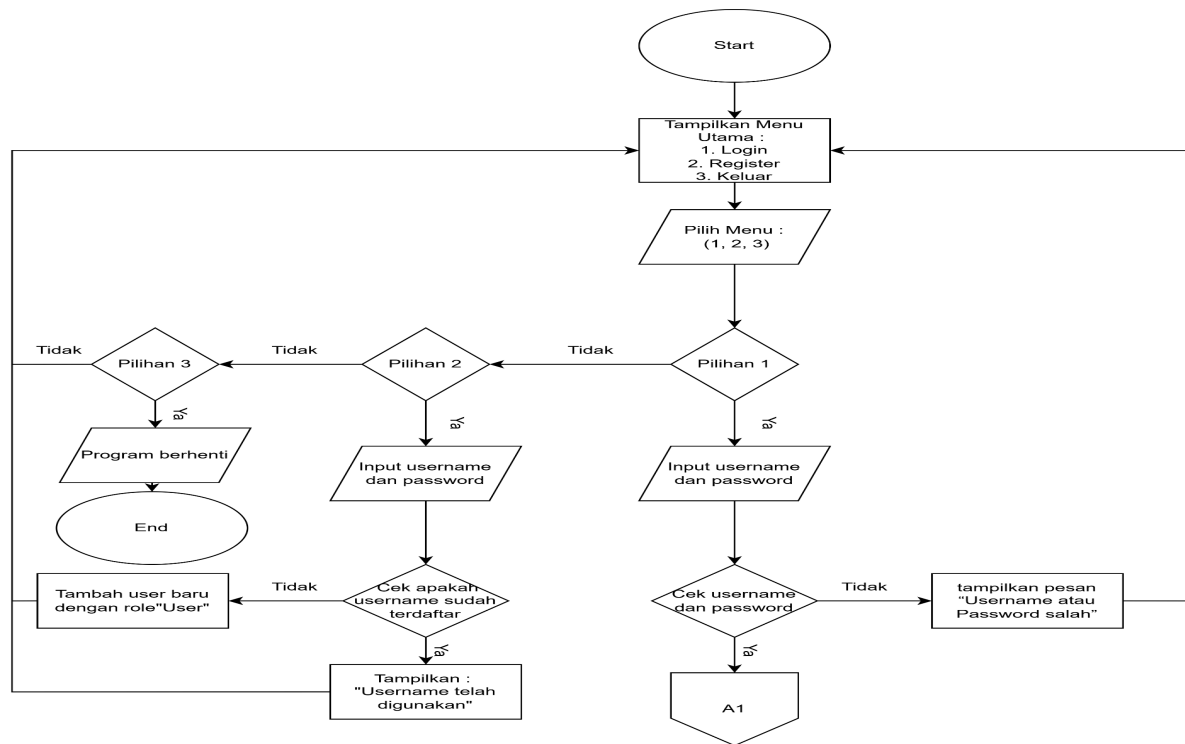 Start
Tampilkan Menu
Utama :
1. Login
2. Register
3. Keluar
Pilih Menu :
(1, 2, 3)
Tidak
Pilihan 3
Tidak
Pilihan 2
Tidak
Pilihan 1
Ya
Ya
Ya
Program berhenti
Input username
dan password
Input username
dan password
End
Tambah user baru
dengan role"User"
Tidak
Cek apakah
username sudah
terdaftar
Cek username
dan password
Tidak
tampilkan pesan
“Username atau
Password salah”
Ya
Ya
Tampilkan :
"Username telah
digunakan"
A1